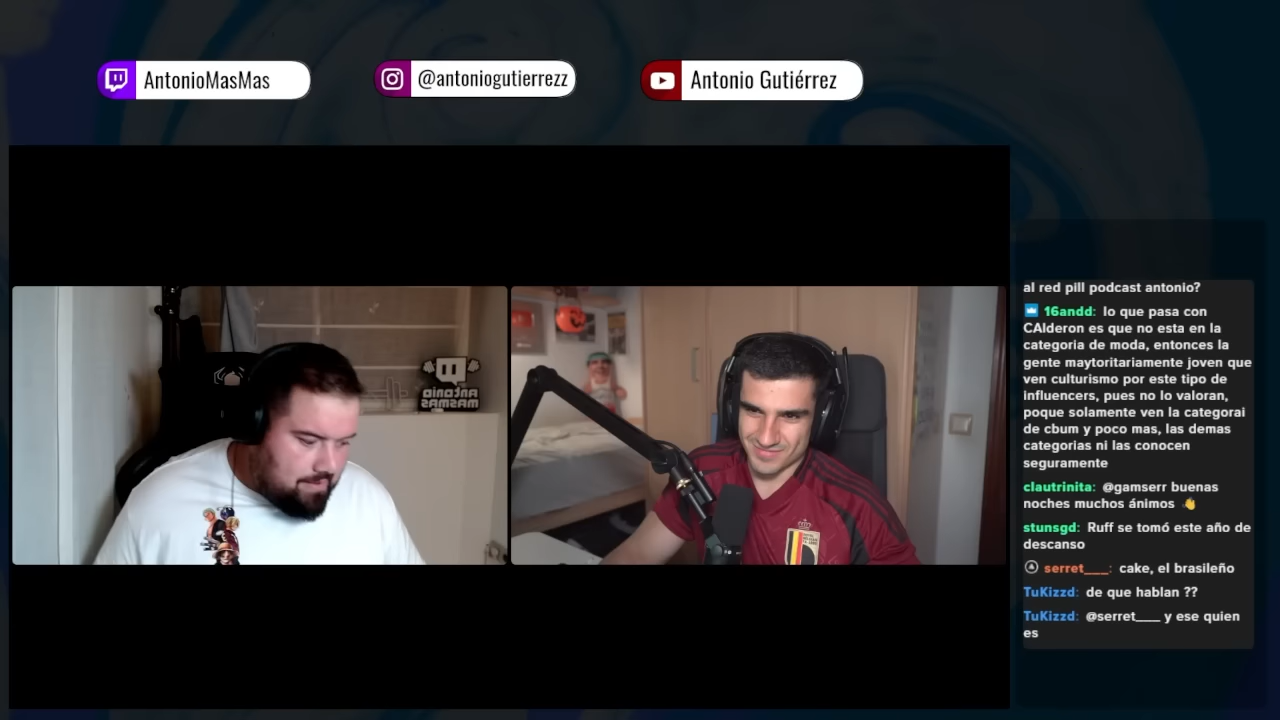 AntonioMasMas
@antoniogutierrezz
Antonio Gutiérrez
antonio
masmas
al red pill podcast antonio?
16andd: lo que pasa con
CAlderon es que no esta en la
categoria de moda, entonces la
gente maytoritariamente joven que
ven culturismo por este tipo de
influencers, pues no lo valoran,
poque solamente ven la categorai
de cbum y poco mas, las demas
categorias ni las conocen
seguramente
clautrinita: @gamserr buenas
noches muchos ánimos
stunsgd: Ruff se tomó este año de
descanso
serret___: cake, el brasileño
TuKizzd: de que hablan ??
TuKizzd: @serret___ y ese quien
es